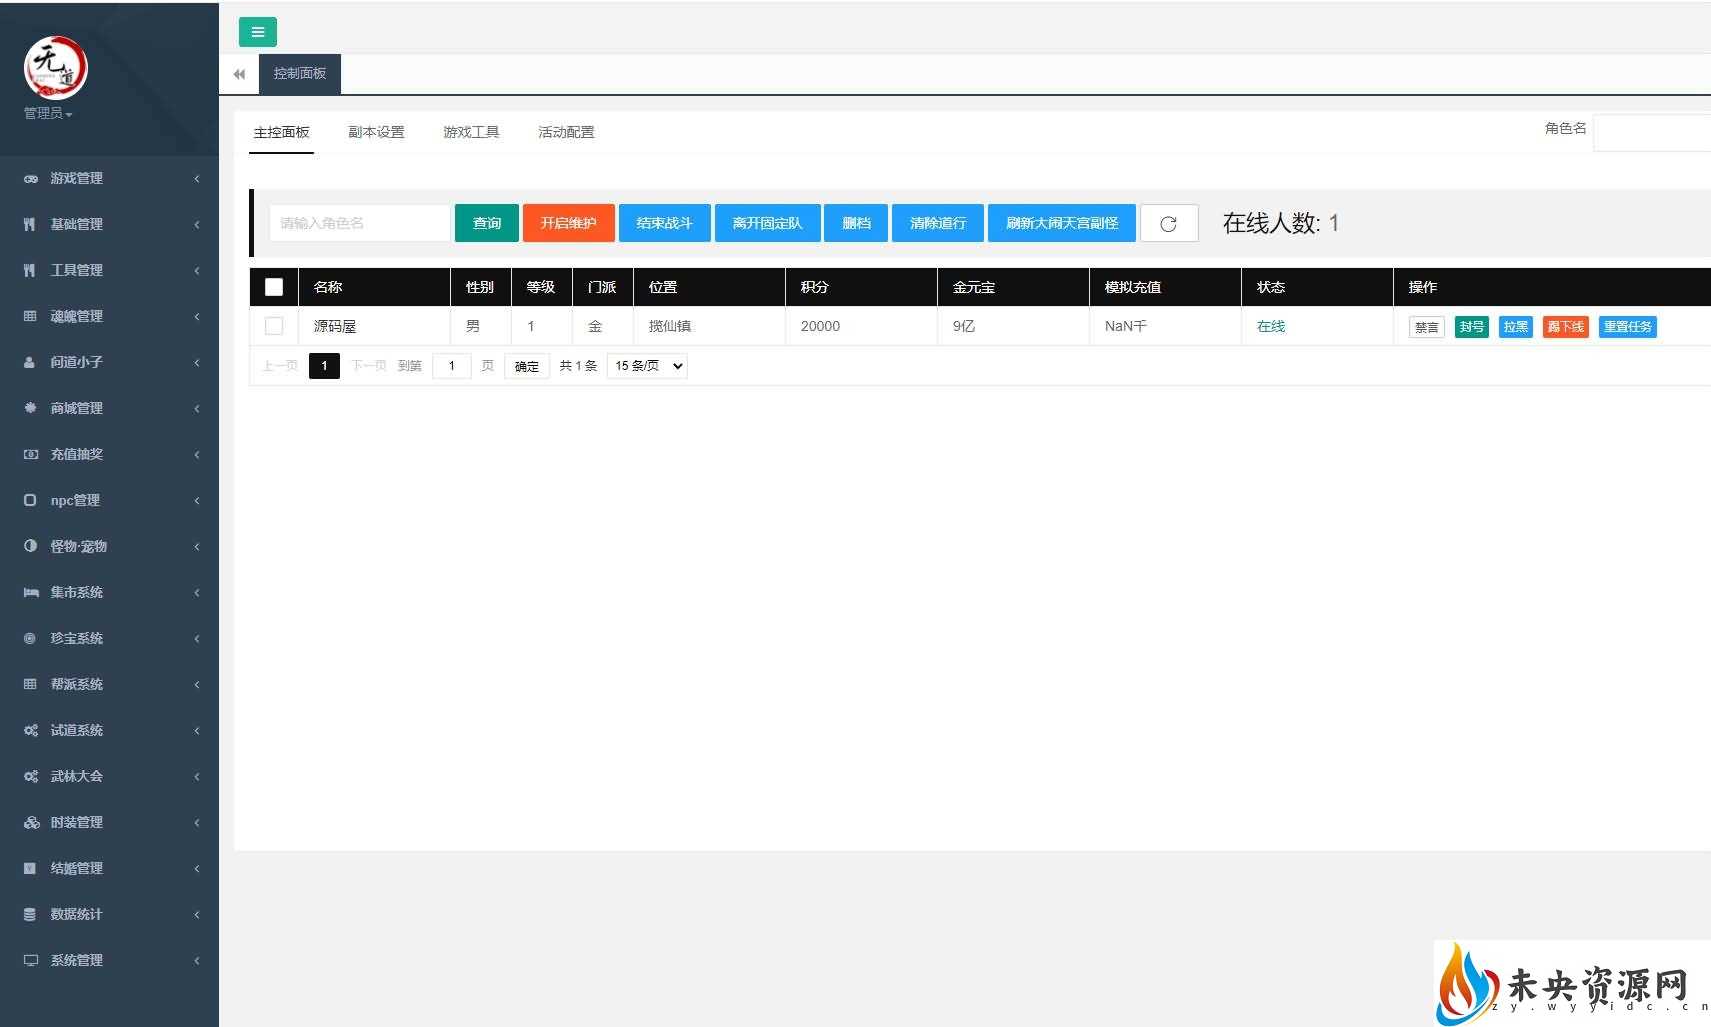 无道
管理员
游戏管理
基础管理
工具管理
魂魄管理
问道小子
商城管理
充值抽奖
npc管理
怪物·宠物
集市系统
珍宝系统
帮派系统
试道系统
武林大会
时装管理
结婚管理
数据统计
系统管理
控制面板
主控面板 副本设置 游戏工具 活动配置 角色名
请输入角色名 查询 开启维护 结束战斗 离开固定队 删档 清除道行 刷新大闹天宫副怪 在线人数: 1
名称 性别 等级 门派 位置 积分 金元宝 模拟充值 状态 操作
源码屋 男 1 金 揽仙镇 20000 9亿 NaN千 在线 禁言 封号 拉黑 踢下线 重置任务
上一页 1 下一页 到第 1 页 确定 共 1 条 15 条/页
未央资源网
zy.wyyidc.cn